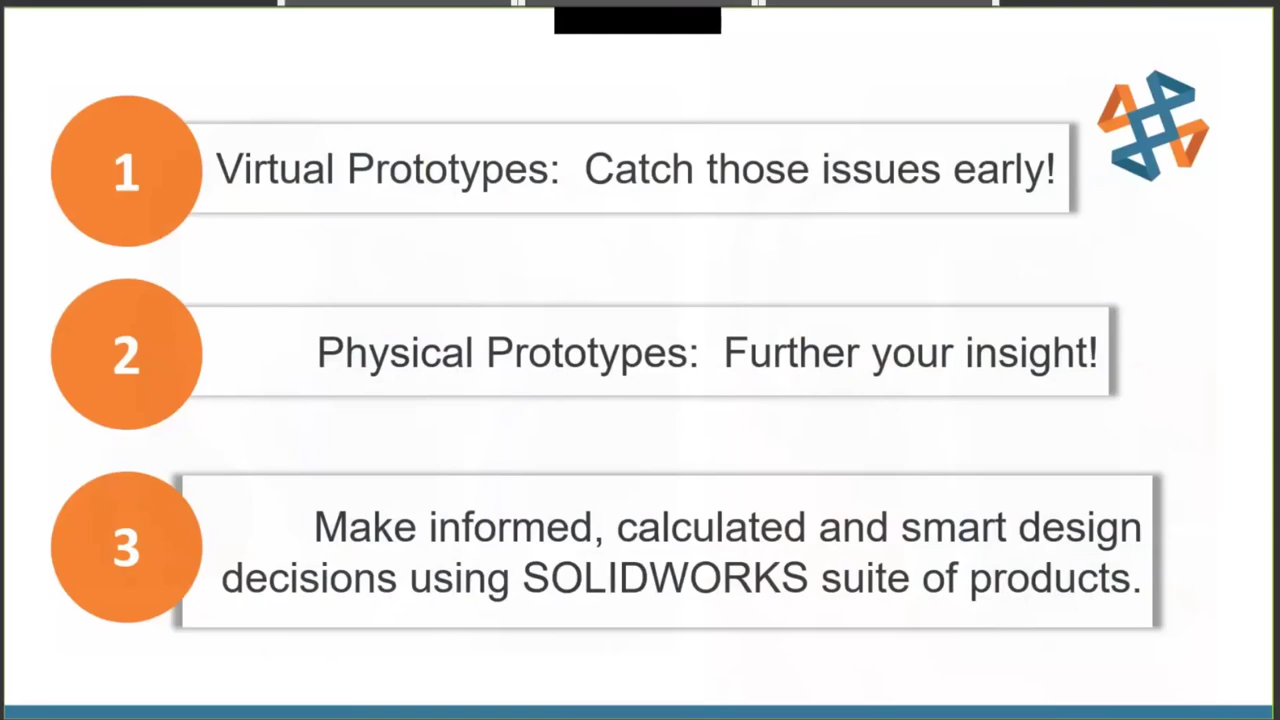 1
Virtual Prototypes: Catch those issues early!
2
Physical Prototypes: Further your insight!
3
Make informed, calculated and smart design
decisions using SOLIDWORKS suite of products.